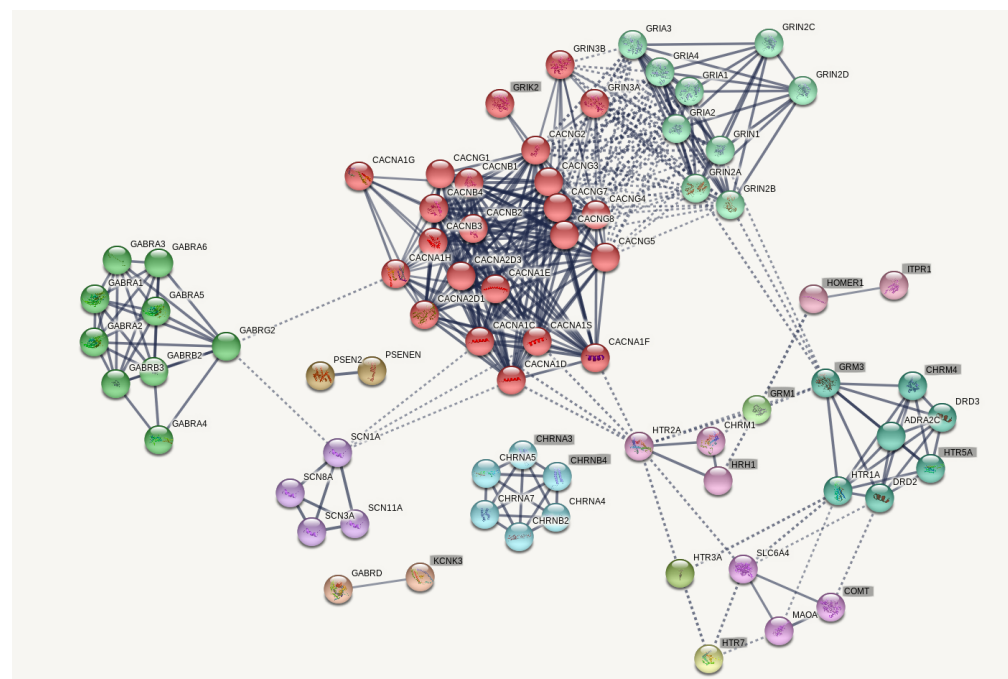 GRIA3
GRIN2C
GRIN3B
GRIA4
GRIA1
GRIN2D
GRIK2
GRIN3A
GRIA2
CACNG2
GRIN1
CACNA1G
CACNG1
CACNB1
CACNG3
GRIN2A
CACNB4
CACNG7
CACNG4
GRIN2B
CACNB2
CACNG8
CACNB3
CACNG5
GABRA3
GABRA6
CACNA1H
CACNA2D3
CACNA1E
ITPR1
GABRA1
GABRA5
HOMER1
CACNA2D1
GABRA2
GABRG2
CACNA1C
CACNA1S
GABRB2
CACNA1F
GABRB3
PSEN2
PSENEN
CACNA1D
GRM3
CHRM4
GRM1
DRD3
GABRA4
ADRA2C
HTR2A
CHRM1
SCN1A
CHRNA3
HTR5A
CHRNA5
CHRNB4
HRH1
SCN8A
HTR1A
DRD2
CHRNA7
CHRNA4
SCN3A
SCN11A
CHRNB2
HTR3A
SLC6A4
KCNK3
GABRD
COMT
MAOA
HTR7